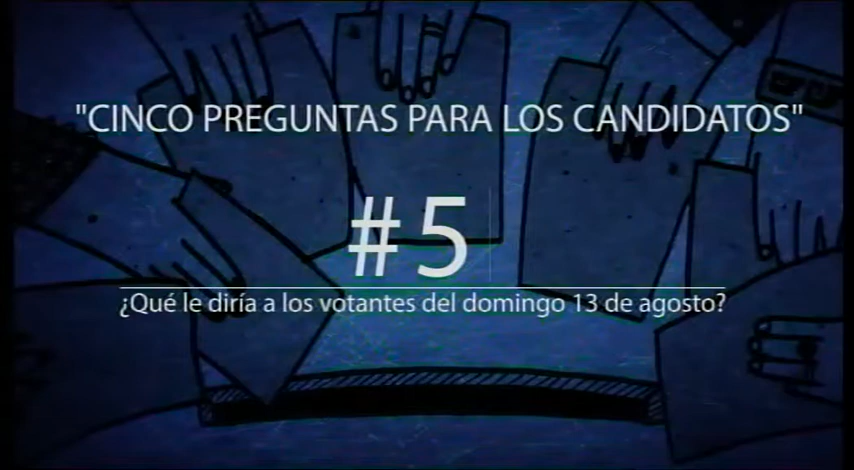 "CINCO PREGUNTAS PARA LOS CANDIDATOS"
#5
¿Qué le diría a los votantes del domingo 13 de agosto?